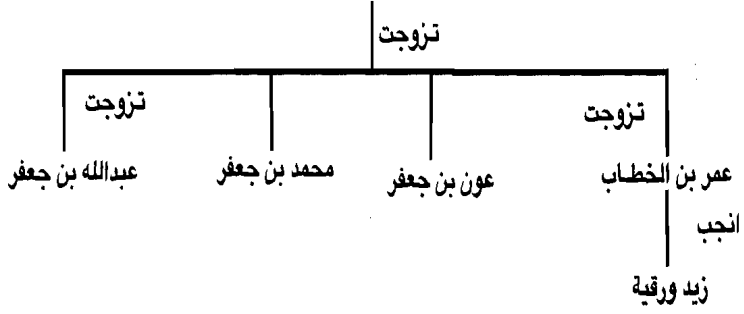 تزوجت
تزوجت
تزوجت
عمر بن الخطاب
عون بن جعفر
محمد بن جعفر
عبدالله بن جعفر
انجب
زيد ورقية